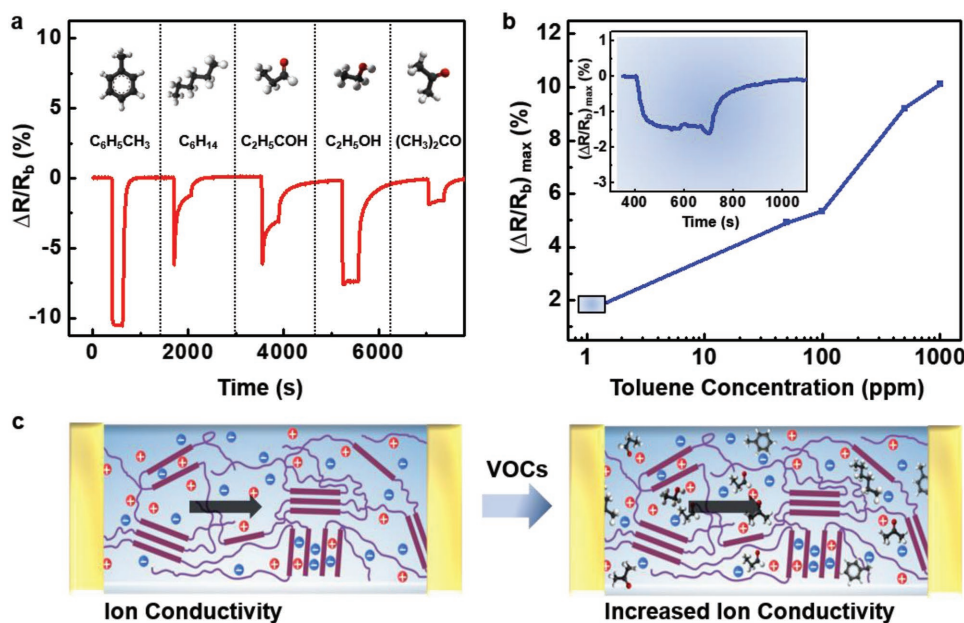 a
10
5
0
-5
-10
ΔR/R_b (%)
C₆H₅CH₃ C₆H₁₄ C₂H₅COH C₂H₅OH (CH₃)₂CO
0 2000 4000 6000
Time (s)
b
12
10
8
6
4
2
(ΔR/R_b)_max (%)
1
0
-1
-2
-3
(ΔR/R_b)_max (%)
400 600 800 1000
Time (s)
1 10 100 1000
Toluene Concentration (ppm)
c
VOCs
Ion Conductivity
Increased Ion Conductivity